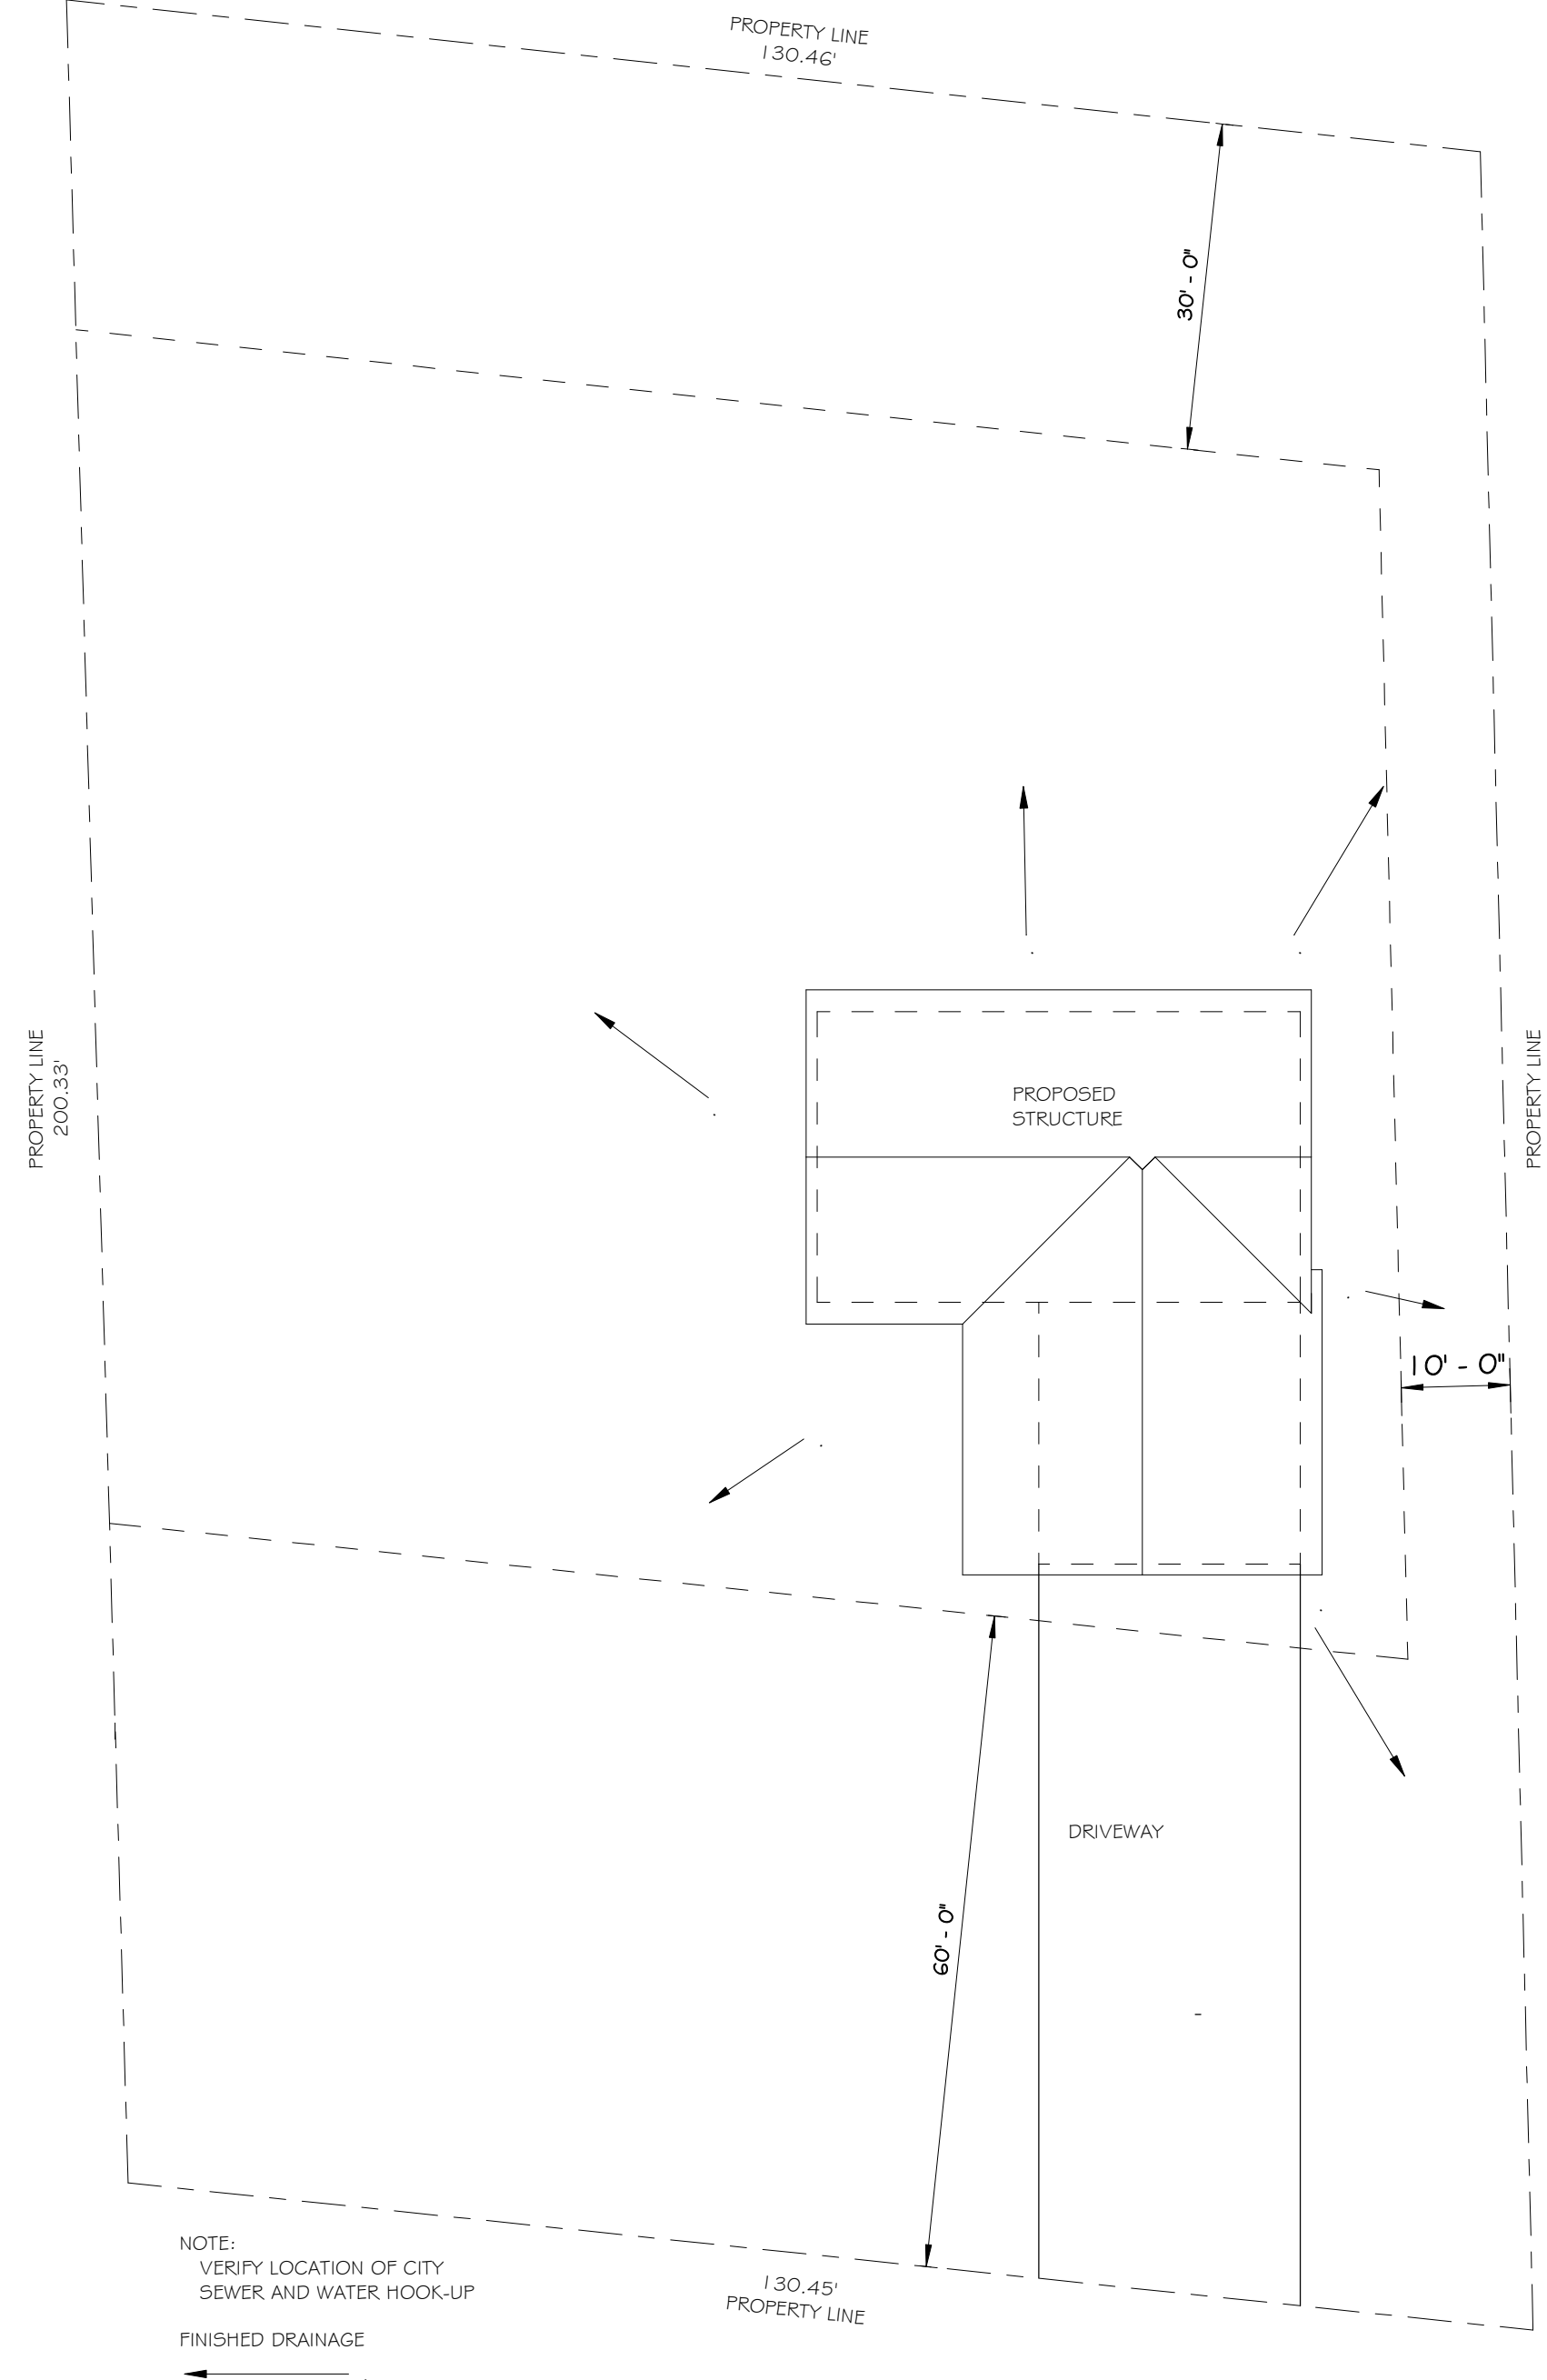 PROPERTY LINE
130.46'
30' - 0"
PROPERTY LINE
200.33'
PROPOSED
STRUCTURE
PROPERTY LINE
10' - 0"
DRIVEWAY
60' - 0"
NOTE:
VERIFY LOCATION OF CITY
SEWER AND WATER HOOK-UP
130.45'
PROPERTY LINE
FINISHED DRAINAGE